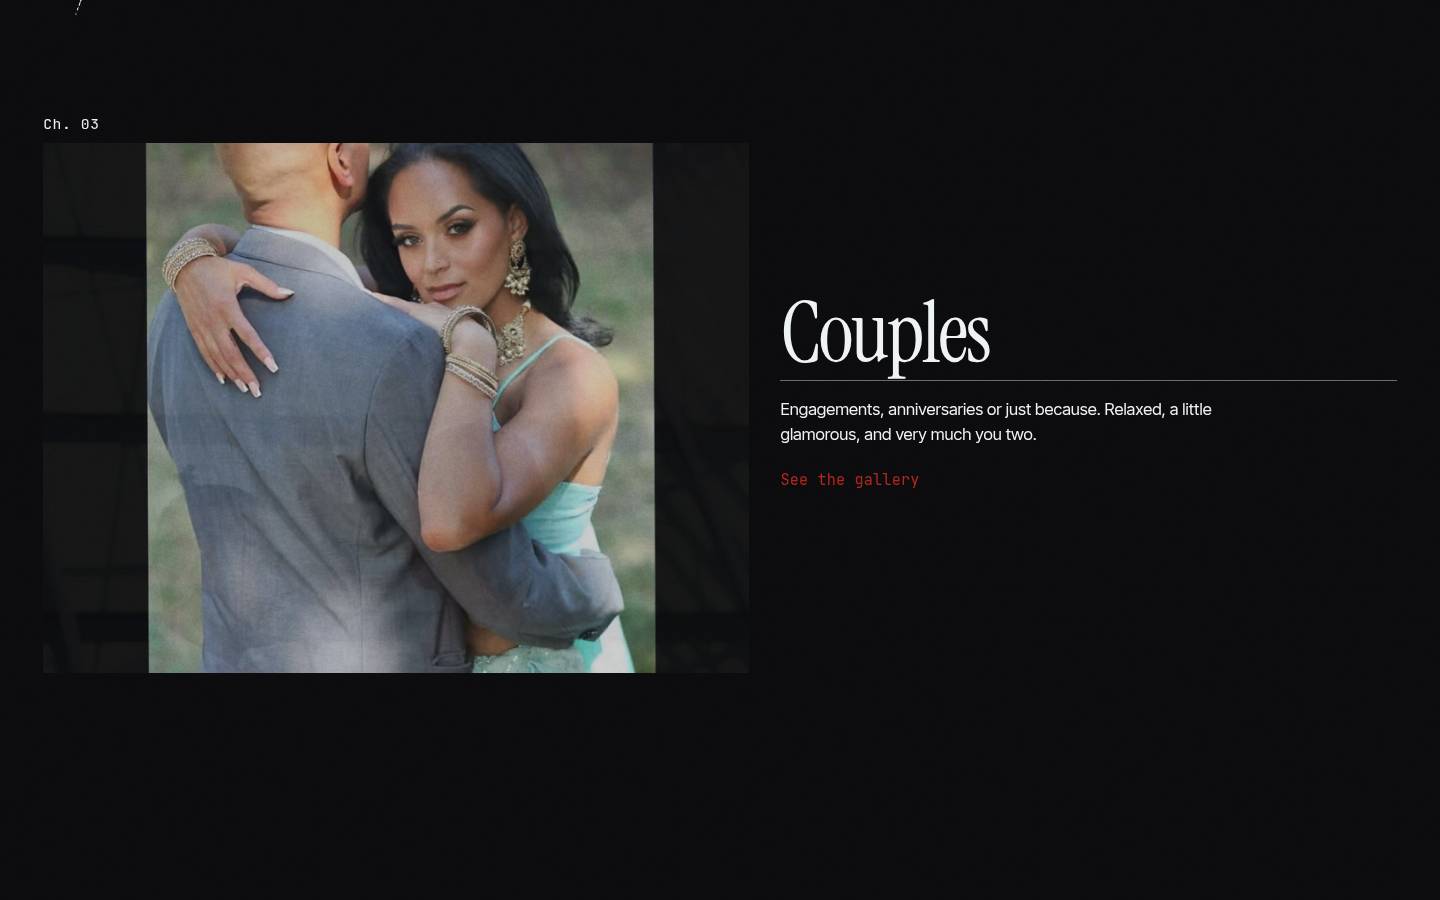 Ch. 03
Couples
Engagements, anniversaries or just because. Relaxed, a little
glamorous, and very much you two.
See the gallery